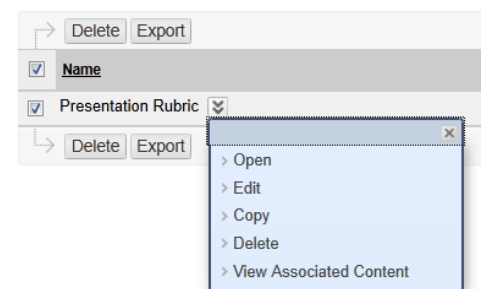 Delete Export
Name
Presentation Rubric
Delete Export
Open
Edit
Copy
Delete
View Associated Content